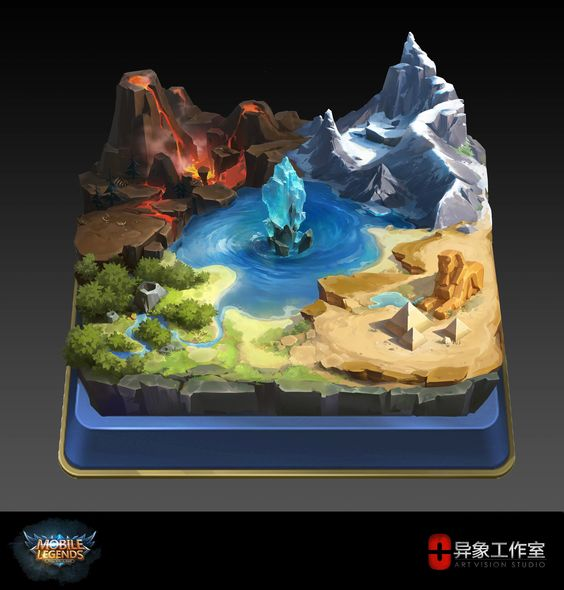 MOBILE
LEGENDS
异象工作室
ART VISION STUDIO